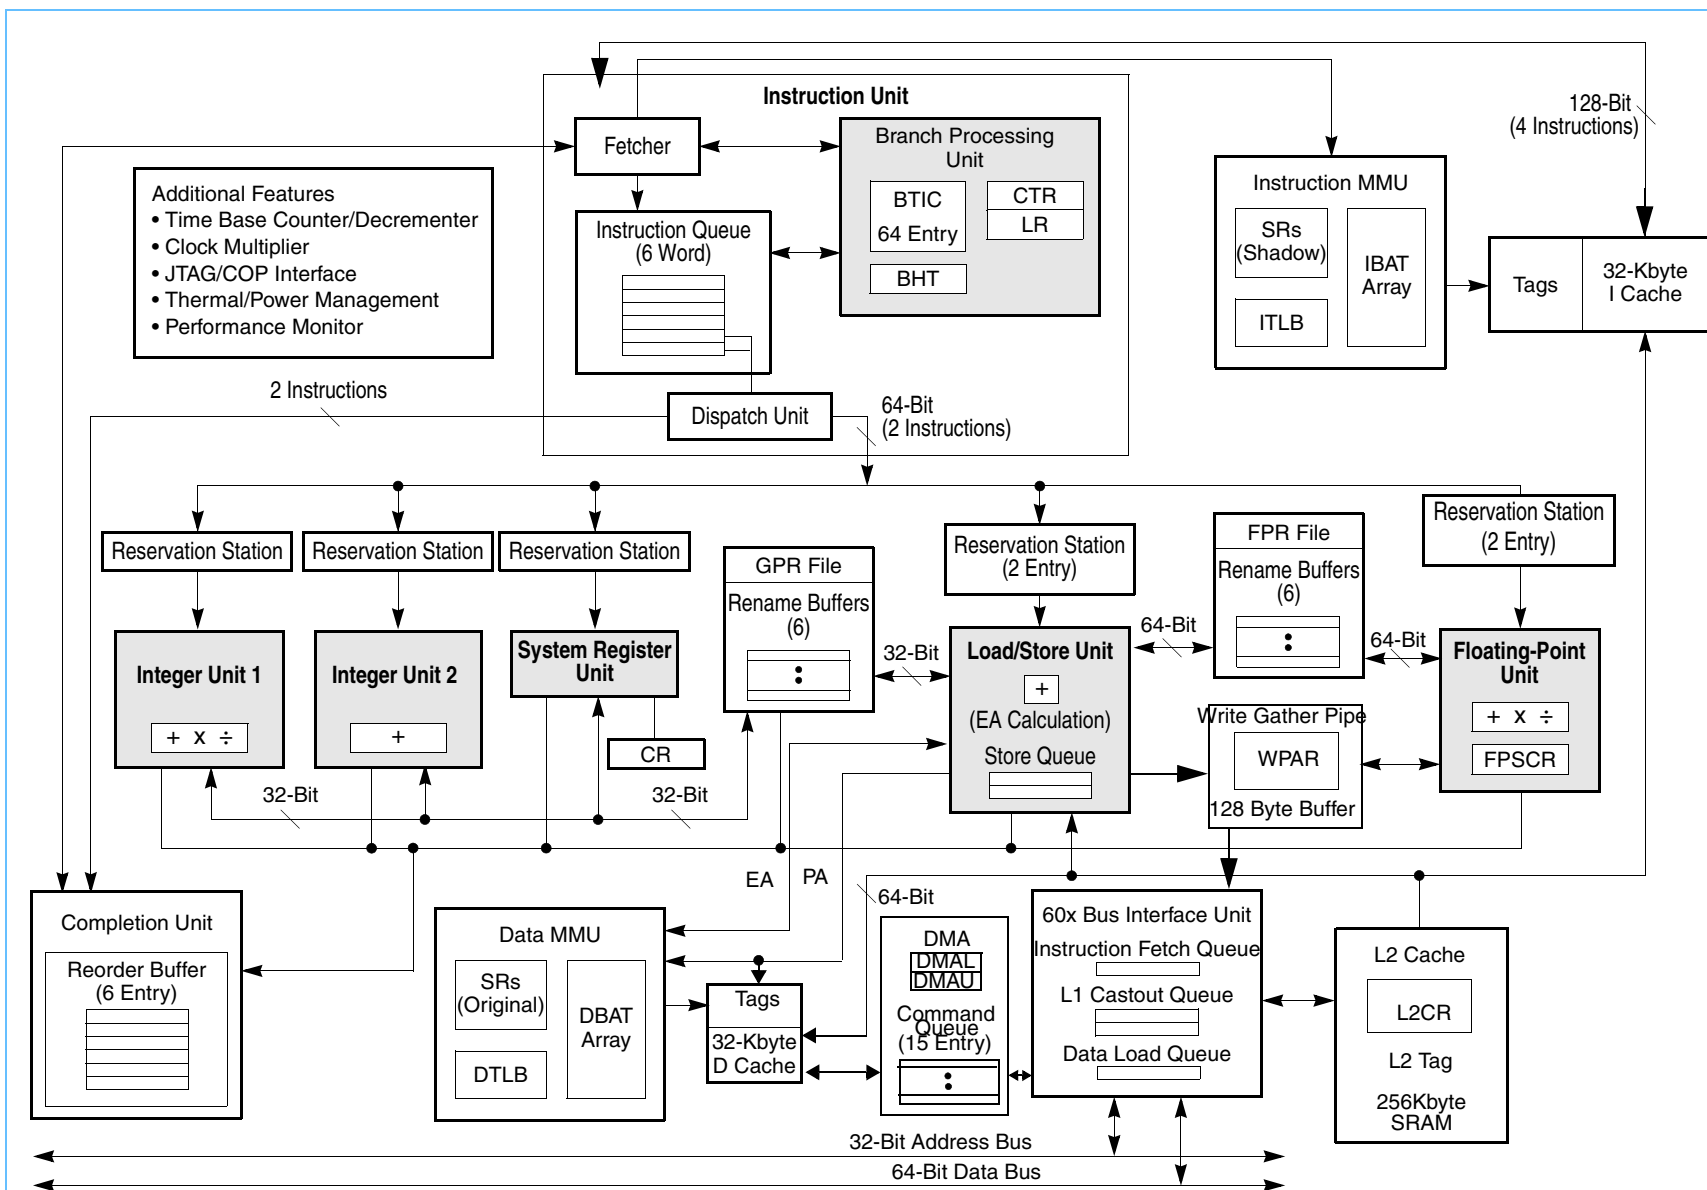 Instruction Unit
128-Bit
(4 Instructions)
Fetcher
Branch Processing
Unit
BTIC
64 Entry
CTR
LR
BHT
Additional Features
• Time Base Counter/Decrementer
• Clock Multiplier
• JTAG/COP Interface
• Thermal/Power Management
• Performance Monitor
Instruction Queue
(6 Word)
Instruction MMU
SRs
(Shadow)
ITLB
IBAT
Array
Tags
32-Kbyte
I Cache
2 Instructions
Dispatch Unit
64-Bit
(2 Instructions)
Reservation Station
Reservation Station
Reservation Station
GPR File
Rename Buffers
(6)
Reservation Station
(2 Entry)
FPR File
Rename Buffers
(6)
Reservation Station
(2 Entry)
Integer Unit 1
+ x ÷
Integer Unit 2
+
System Register
Unit
CR
32-Bit
32-Bit
32-Bit
Load/Store Unit
+
(EA Calculation)
Store Queue
64-Bit
64-Bit
Floating-Point
Unit
+ x ÷
FPSCR
Write Gather Pipe
WPAR
128 Byte Buffer
EA
PA
64-Bit
Completion Unit
Reorder Buffer
(6 Entry)
Data MMU
SRs
(Original)
DTLB
DBAT
Array
Tags
32-Kbyte
D Cache
DMA
DMAL
DMAU
Command
Queue
(15 Entry)
60x Bus Interface Unit
Instruction Fetch Queue
L1 Castout Queue
Data Load Queue
L2 Cache
L2CR
L2 Tag
256Kbyte
SRAM
32-Bit Address Bus
64-Bit Data Bus